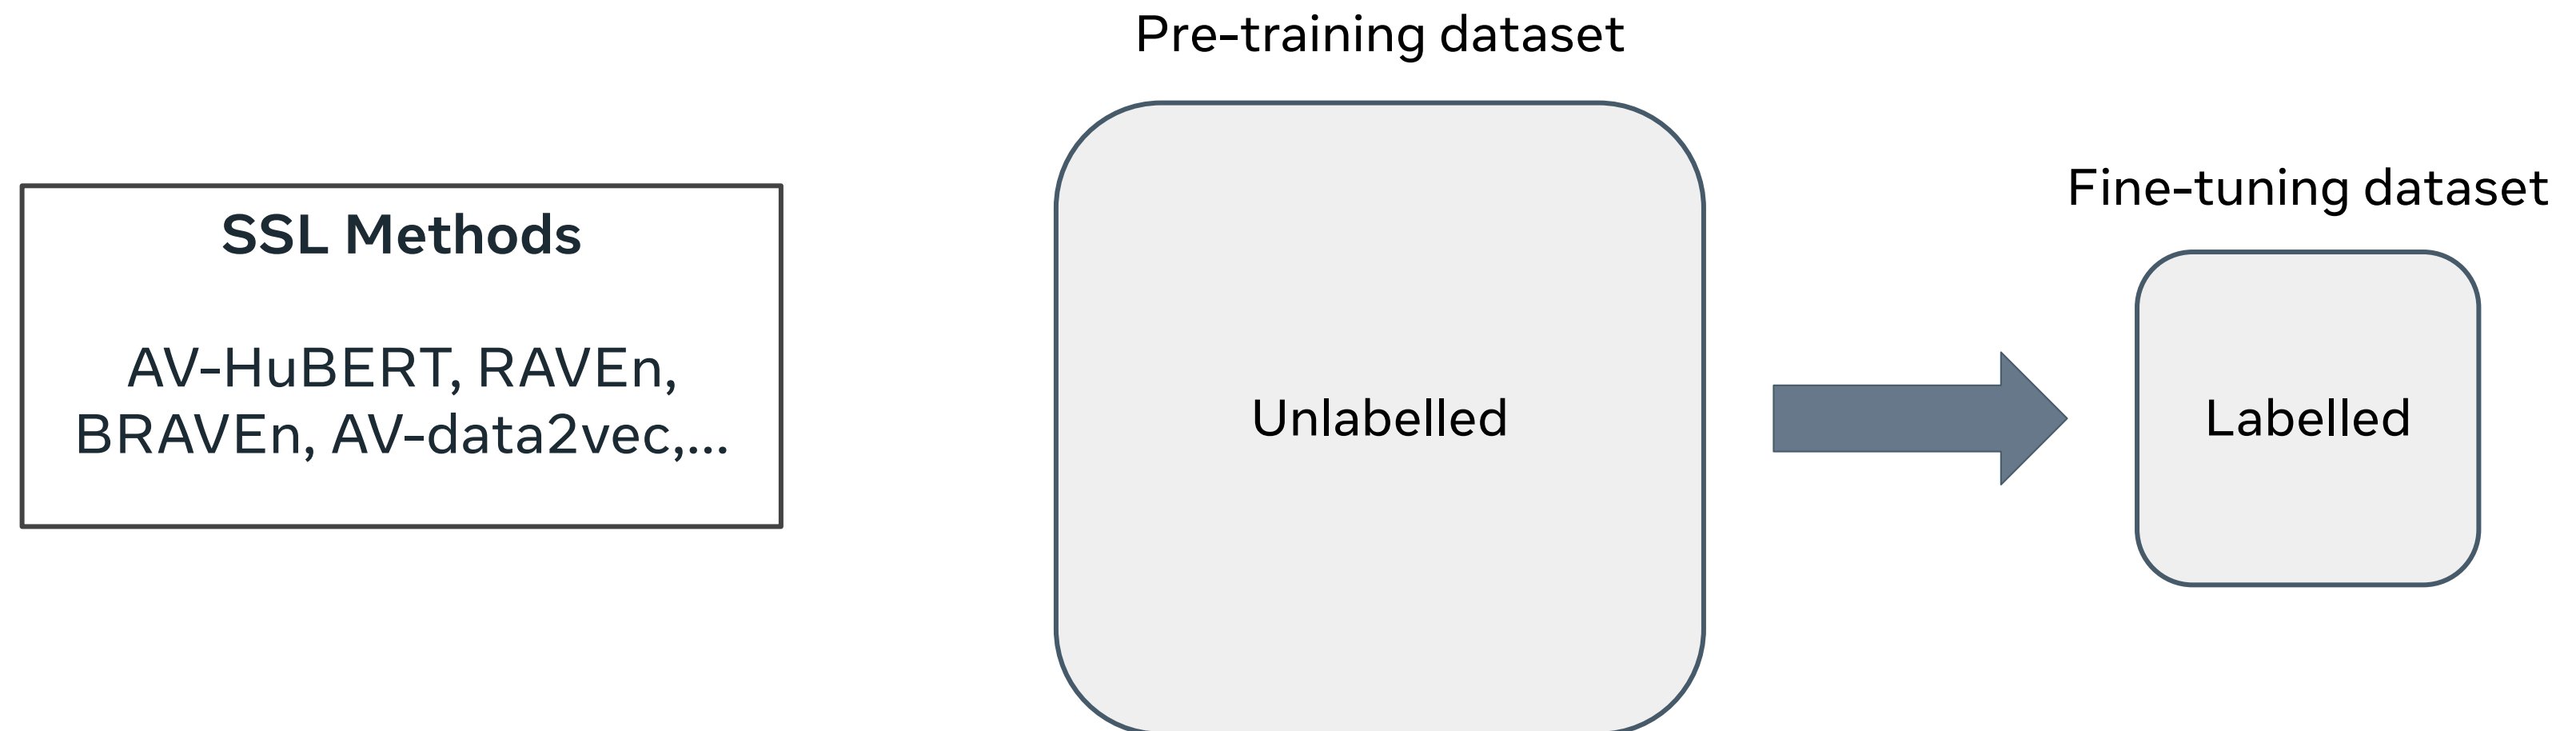 SSL Methods
AV-HuBERT, RAVEn,
BRAVEn, AV-data2vec,...
Pre-training dataset
Unlabelled
Fine-tuning dataset
Labelled